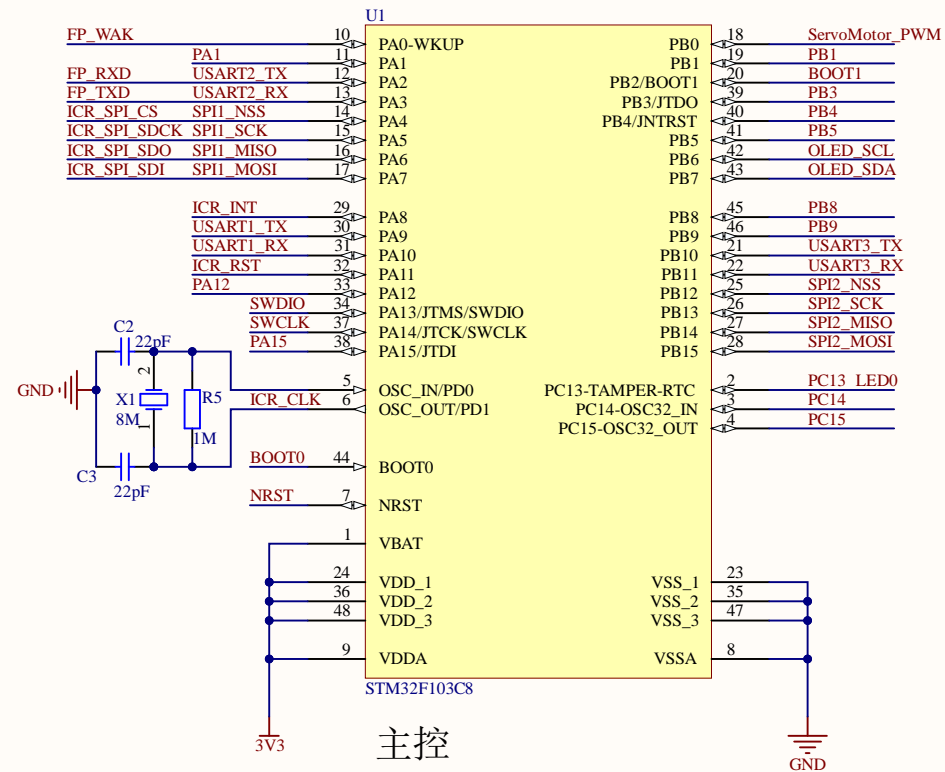 U1
FP_WAK 10 PA0-WKUP PB0 18 ServoMotor_PWM
PA1 11 PA1 PB1 19 PB1
FP_RXD USART2_TX 12 PA2 PB2/BOOT1 20 BOOT1
FP_TXD USART2_RX 13 PA3 PB3/JTDO 39 PB3
ICR_SPI_CS SPI1_NSS 14 PA4 PB4/JNTRST 40 PB4
ICR_SPI_SDCK SPI1_SCK 15 PA5 PB5 41 PB5
ICR_SPI_SDO SPI1_MISO 16 PA6 PB6 42 OLED_SCL
ICR_SPI_SDI SPI1_MOSI 17 PA7 PB7 43 OLED_SDA
ICR_INT 29 PA8 PB8 45 PB8
USART1_TX 30 PA9 PB9 46 PB9
USART1_RX 31 PA10 PB10 21 USART3_TX
ICR_RST 32 PA11 PB11 22 USART3_RX
PA12 33 PA12 PB12 25 SPI2_NSS
SWDIO 34 PA13/JTMS/SWDIO PB13 26 SPI2_SCK
SWCLK 37 PA14/JTCK/SWCLK PB14 27 SPI2_MISO
PA15 38 PA15/JTDI PB15 28 SPI2_MOSI
C2
22pF
GND
2
X1
8M
1
R5
1M
C3
22pF
5 OSC_IN/PD0 PC13-TAMPER-RTC 2 PC13_LED0
ICR_CLK 6 OSC_OUT/PD1 PC14-OSC32_IN 3 PC14
PC15-OSC32_OUT 4 PC15
BOOT0 44 BOOT0
NRST 7 NRST
1 VBAT
24 VDD_1 VSS_1 23
36 VDD_2 VSS_2 35
48 VDD_3 VSS_3 47
9 VDDA VSSA 8
STM32F103C8
3V3
主控
GND